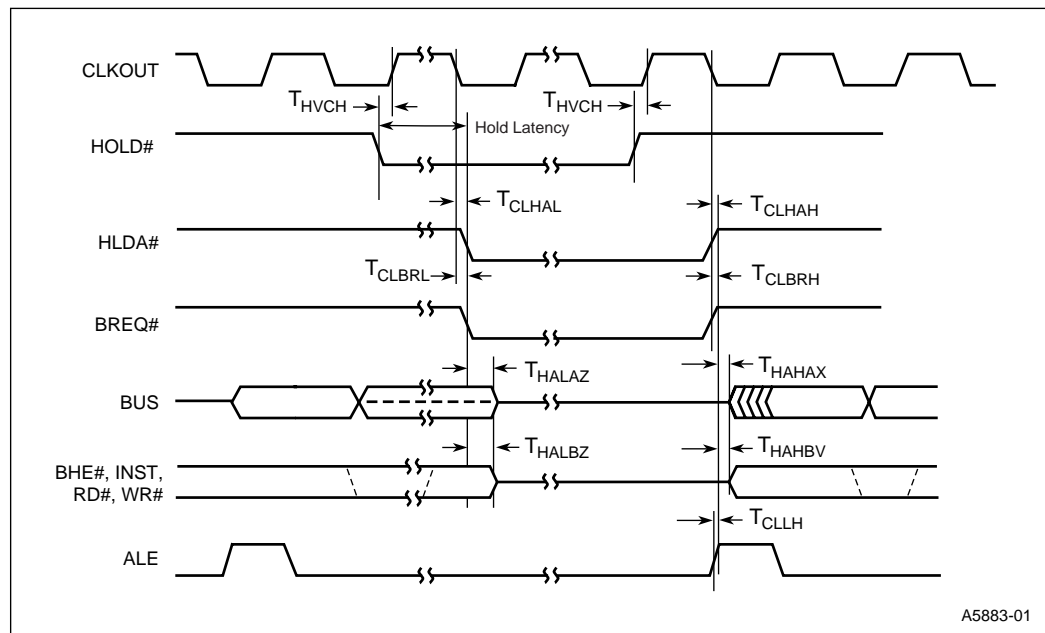 CLKOUT
THVCH
THVCH
Hold Latency
HOLD#
TCLHAL
TCLHAH
HLDA#
TCLBRL
TCLBRH
BREQ#
THALAZ
THAHAX
BUS
THALBZ
THAHBV
BHE#, INST,
RD#, WR#
TCLLH
ALE
A5883-01